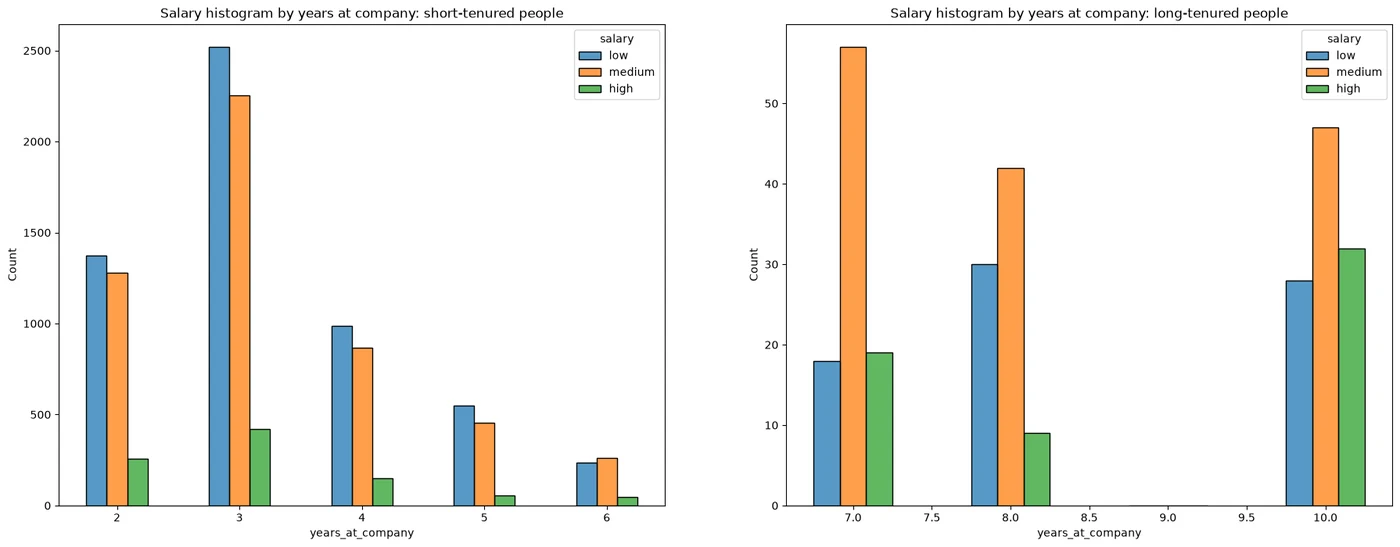 Salary histogram by years at company: short-tenured people
2500
2000
1500
1000
500
0
Count
2 3 4 5 6
years_at_company
salary
low
medium
high
Salary histogram by years at company: long-tenured people
50
40
30
20
10
0
Count
7.0 7.5 8.0 8.5 9.0 9.5 10.0
years_at_company
salary
low
medium
high